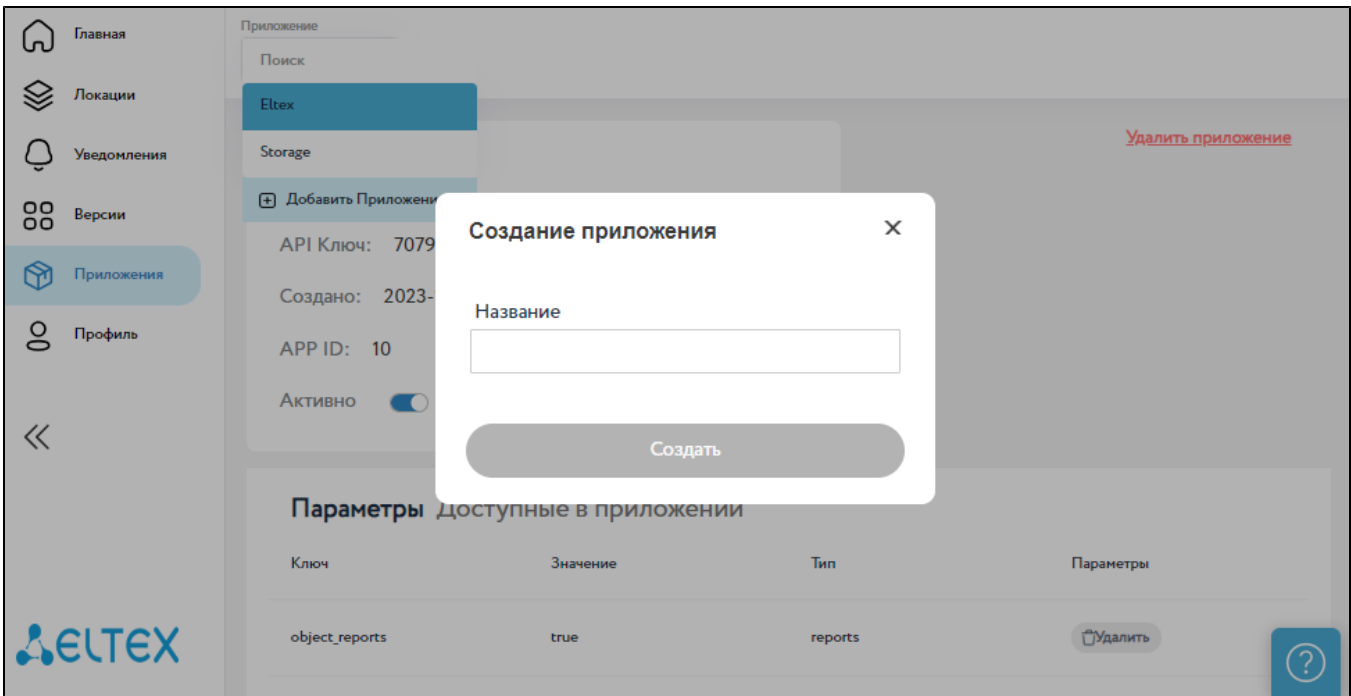 Главная
Локации
Уведомления
Версии
Приложения
Профиль
ELTEX
Приложение
Поиск
Eltex
Storage
Добавить Приложени
Удалить приложение
API Ключ: 7079
Создано: 2023-
APP ID: 10
Активно
Создание приложения
Название
Создать
Параметры Доступные в приложении
Ключ Значение Тип Параметры
object_reports true reports Удалить
?